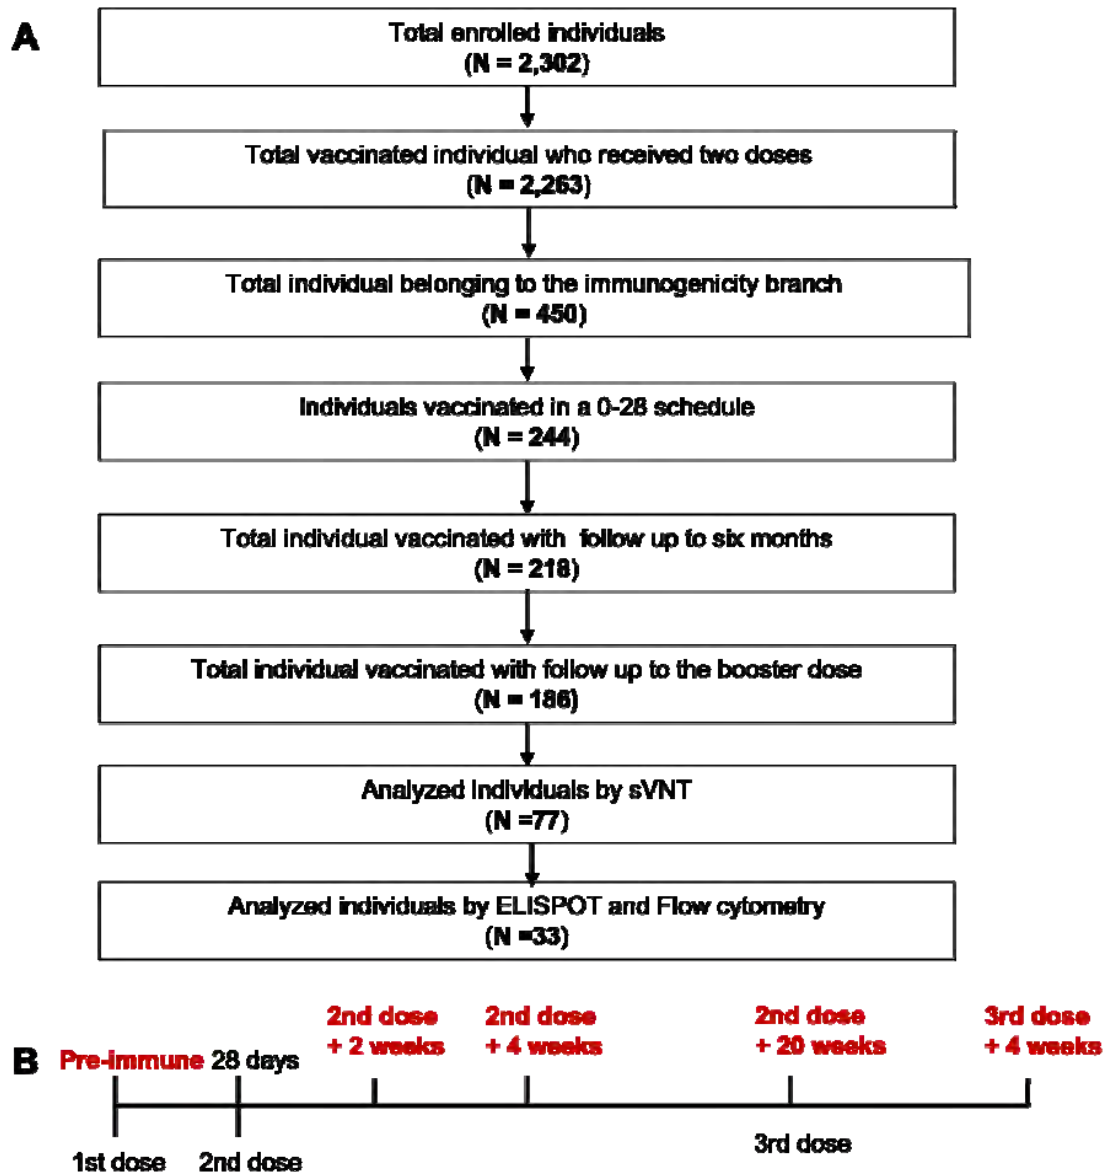 A
Total enrolled individuals
(N = 2,302)
Total vaccinated individual who received two doses
(N = 2,263)
Total individual belonging to the immunogenicity branch
(N = 450)
Individuals vaccinated in a 0-28 schedule
(N = 244)
Total individual vaccinated with follow up to six months
(N = 218)
Total individual vaccinated with follow up to the booster dose
(N = 186)
Analyzed individuals by sVNT
(N =77)
Analyzed individuals by ELISPOT and Flow cytometry
(N =33)
B
Pre-immune 28 days
2nd dose
+ 2 weeks
2nd dose
+ 4 weeks
2nd dose
+ 20 weeks
3rd dose
+ 4 weeks
1st dose
2nd dose
3rd dose